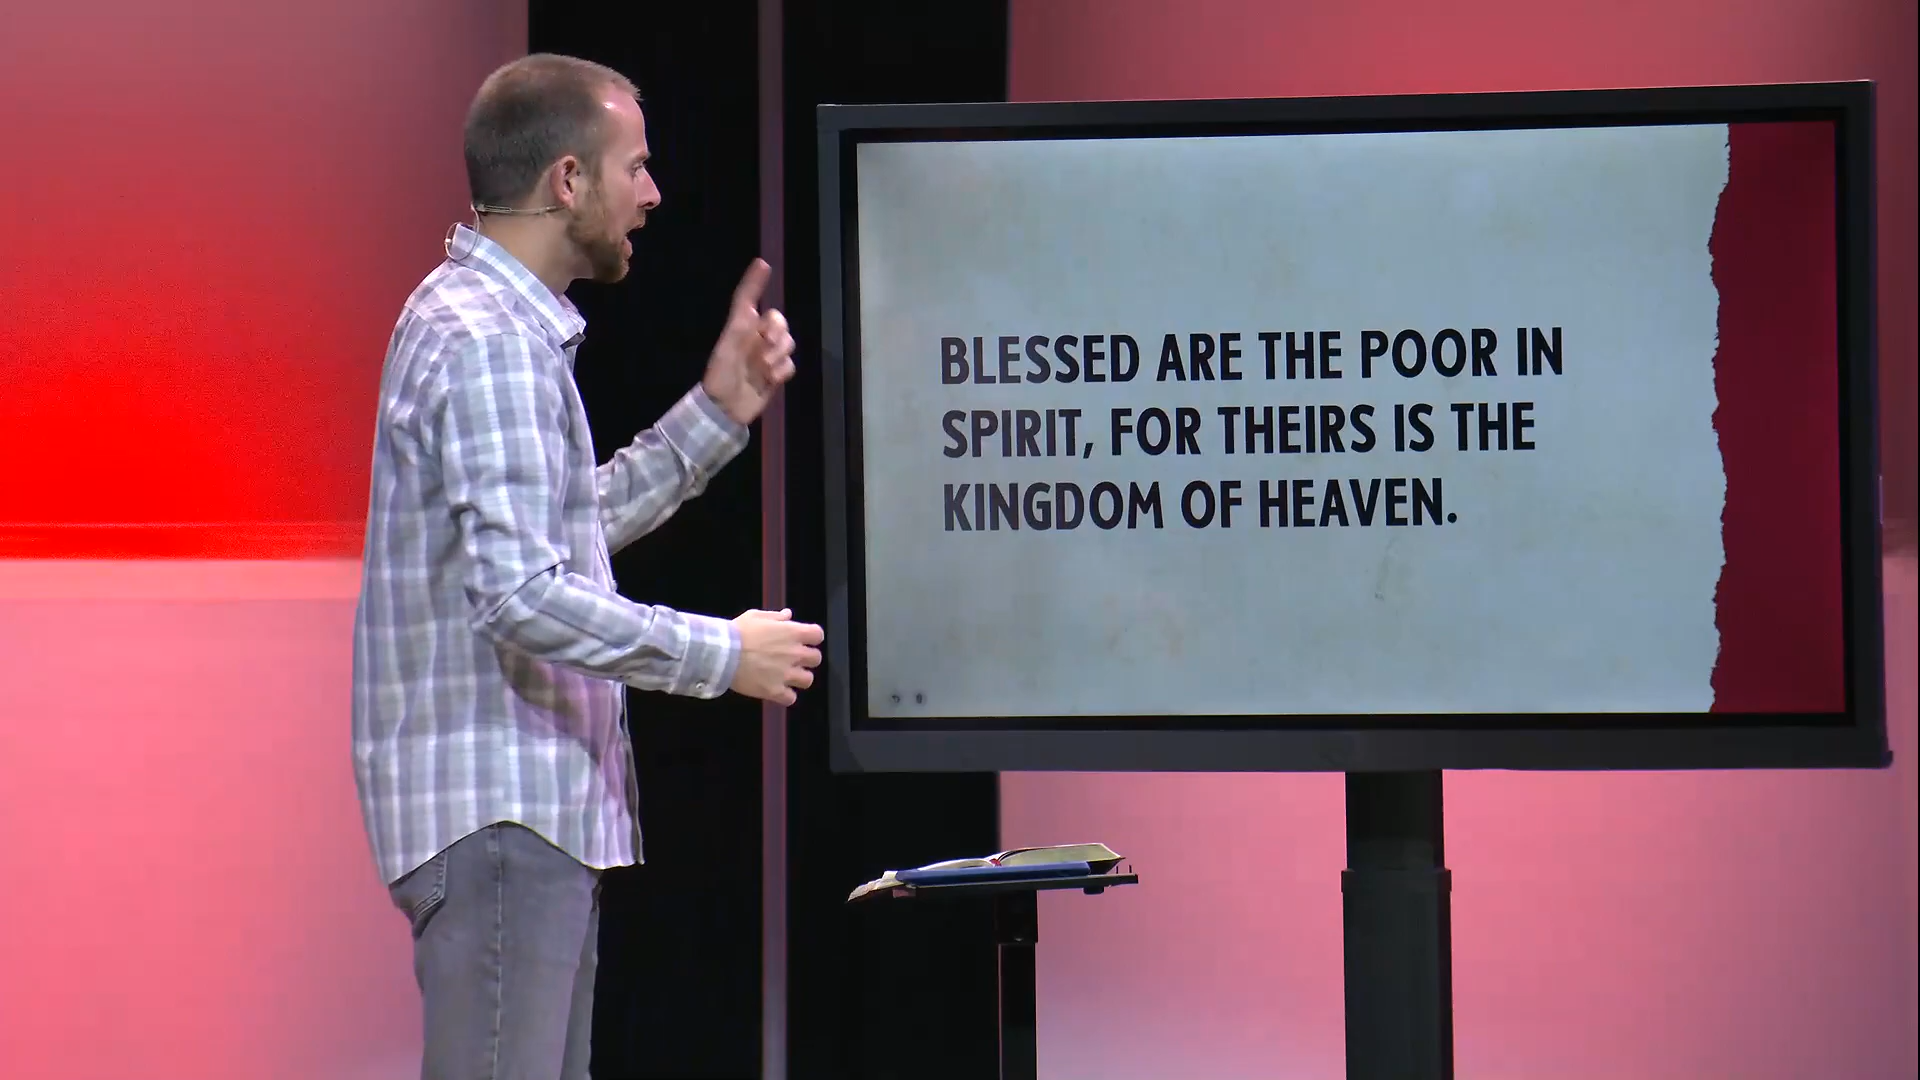 BLESSED ARE THE POOR IN
SPIRIT, FOR THEIRS IS THE
KINGDOM OF HEAVEN.